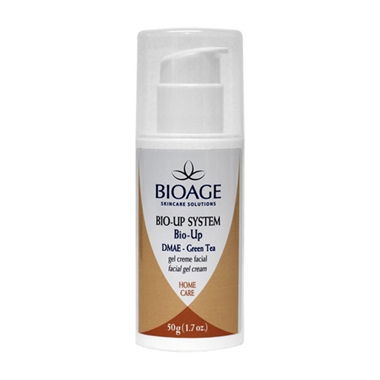 BIOAGE
SKINCARE SOLUTIONS
BIO-UP SYSTEM
Bio-Up
DMAE - Green Tea
gel creme facial
facial gel cream
HOME
CARE
50g (1.7 oz.)